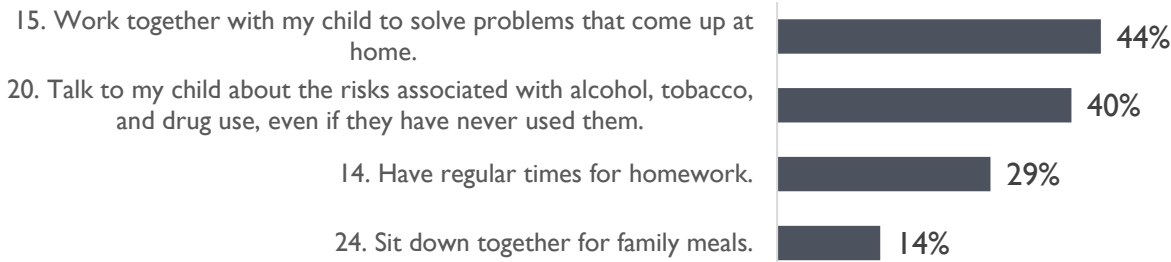 15. Work together with my child to solve problems that come up at
home.
44%
20. Talk to my child about the risks associated with alcohol, tobacco,
and drug use, even if they have never used them.
40%
14. Have regular times for homework.
29%
24. Sit down together for family meals.
14%